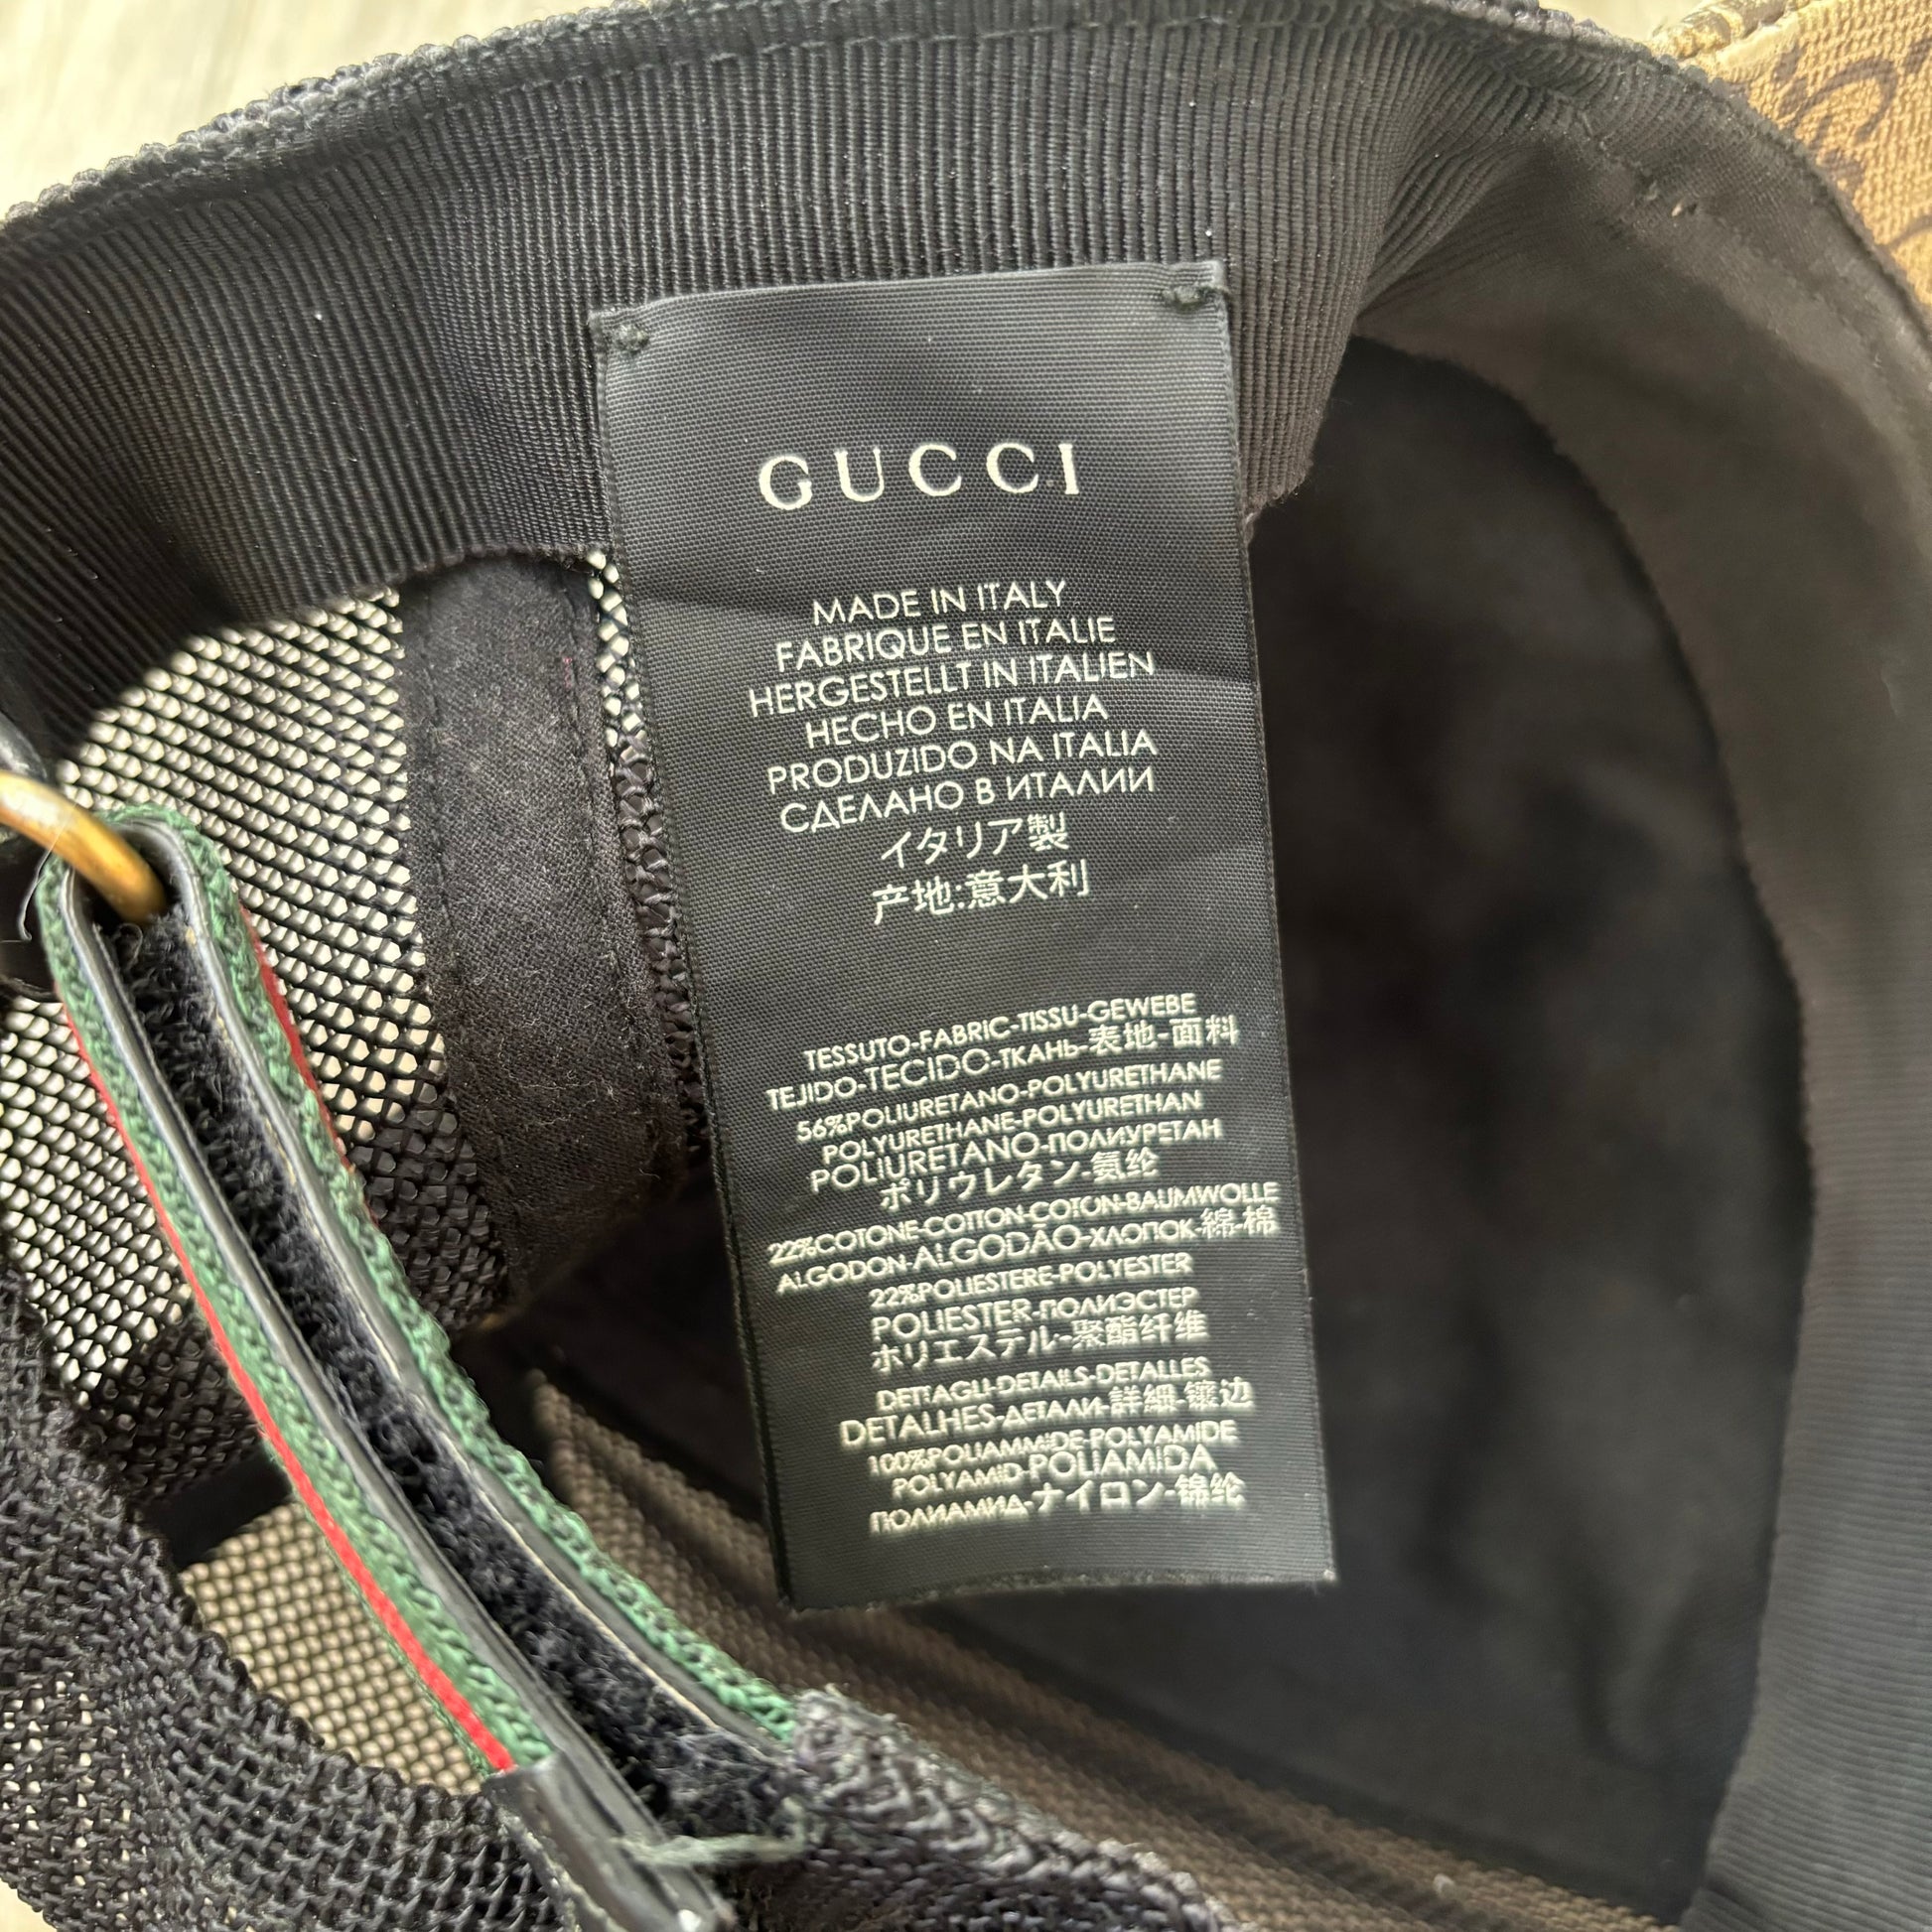 GUCCI
MADE IN ITALY
FABRIQUE EN ITALIE
HERGESTELLT IN ITALIEN
HECHO EN ITALIA
PRODUZIDO NA ITALIA
СДЕЛАНО В ИТАЛИИ
イタリア製
产地:意大利
TESSUTO-FABRIC-TISSU-GEWEBE
TEJIDO-TECIDO-ТКАНЬ-表地-面料
56%POLIURETANO-POLYURETHANE
POLYURETHANE-POLYURETHAN
POLIURETANO-ПОЛИУРЕТАН
ポリウレタン-氨纶
22%COTONE-COTTON-COTON-BAUMWOLLE
ALGODON-ALGODÃO-ХЛОПОК-綿-棉
22%POLIESTERE-POLYESTER
POLIESTER-ПОЛИЭСТЕР
ポリエステル-聚酯纤维
DETTAGLI-DETAILS-DETALLES
DETALHES-ДЕТАЛИ-詳細-镶边
100%POLIAMMIDE-POLYAMIDE
POLYAMID-POLIAMIDA
ПОЛИАМИД-ナイロン-锦纶